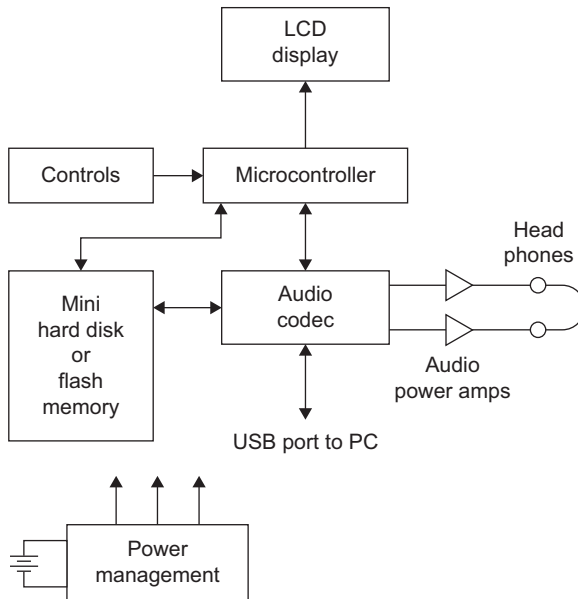 LCD
display
Controls
Microcontroller
Head
phones
Mini
hard disk
or
flash
memory
Audio
codec
Audio
power amps
USB port to PC
Power
management